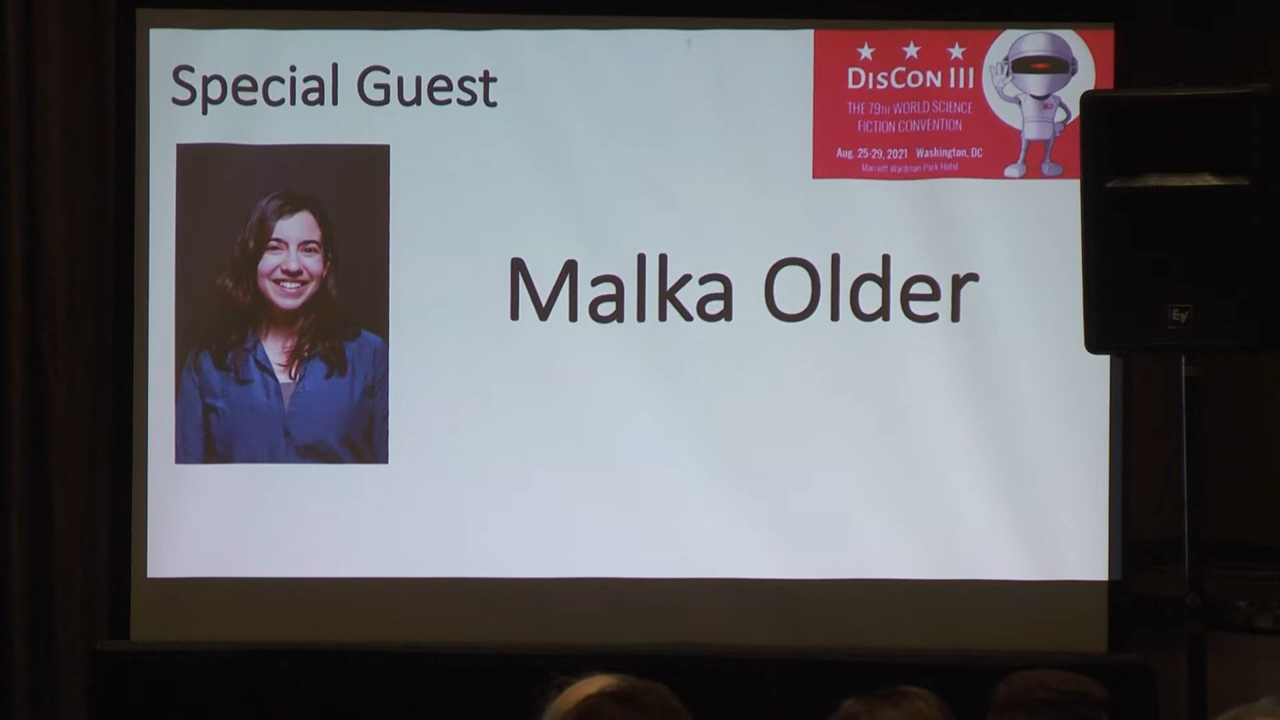 Special Guest
DISCON III
THE 79TH WORLD SCIENCE
FICTION CONVENTION
Aug. 25-29, 2021 Washington, DC
Marriott Wardman Park Hotel
Malka Older
EV